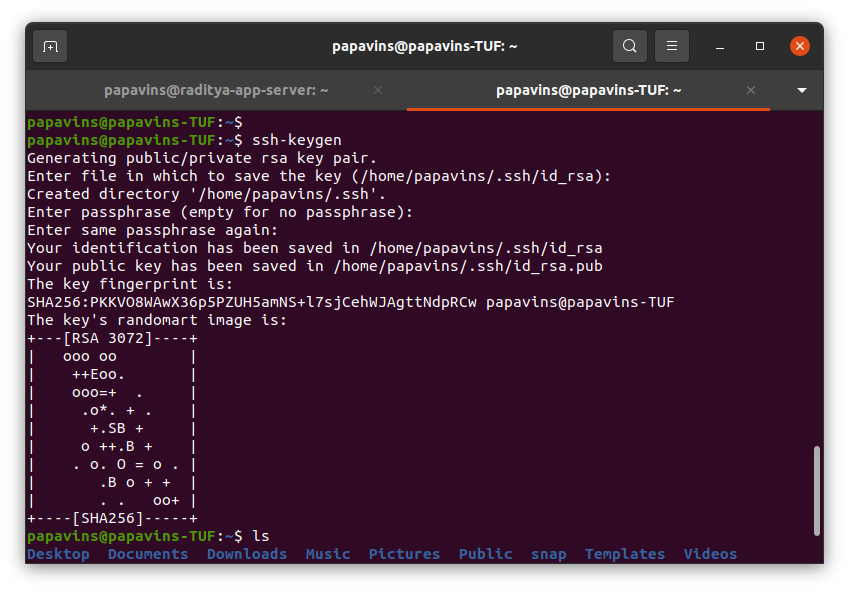 papavins@papavins-TUF: ~
papavins@raditya-app-server: ~
papavins@papavins-TUF: ~
papavins@papavins-TUF:~$
papavins@papavins-TUF:~$ ssh-keygen
Generating public/private rsa key pair.
Enter file in which to save the key (/home/papavins/.ssh/id_rsa):
Created directory '/home/papavins/.ssh'.
Enter passphrase (empty for no passphrase):
Enter same passphrase again:
Your identification has been saved in /home/papavins/.ssh/id_rsa
Your public key has been saved in /home/papavins/.ssh/id_rsa.pub
The key fingerprint is:
SHA256:PKKVO8WAwX36p5PZUH5amNS+l7sjCehWJAgttNdpRCw papavins@papavins-TUF
The key's randomart image is:
+---[RSA 3072]----+
|   ooo oo        |
|    ++Eoo.       |
|    ooo=+  .     |
|     .o*. + .    |
|      +.SB +     |
|     o ++.B +    |
|    . o. O = o . |
|       .B o + +  |
|       . .   oo+ |
+----[SHA256]-----+
papavins@papavins-TUF:~$ ls
Desktop  Documents  Downloads  Music  Pictures  Public  snap  Templates  Videos